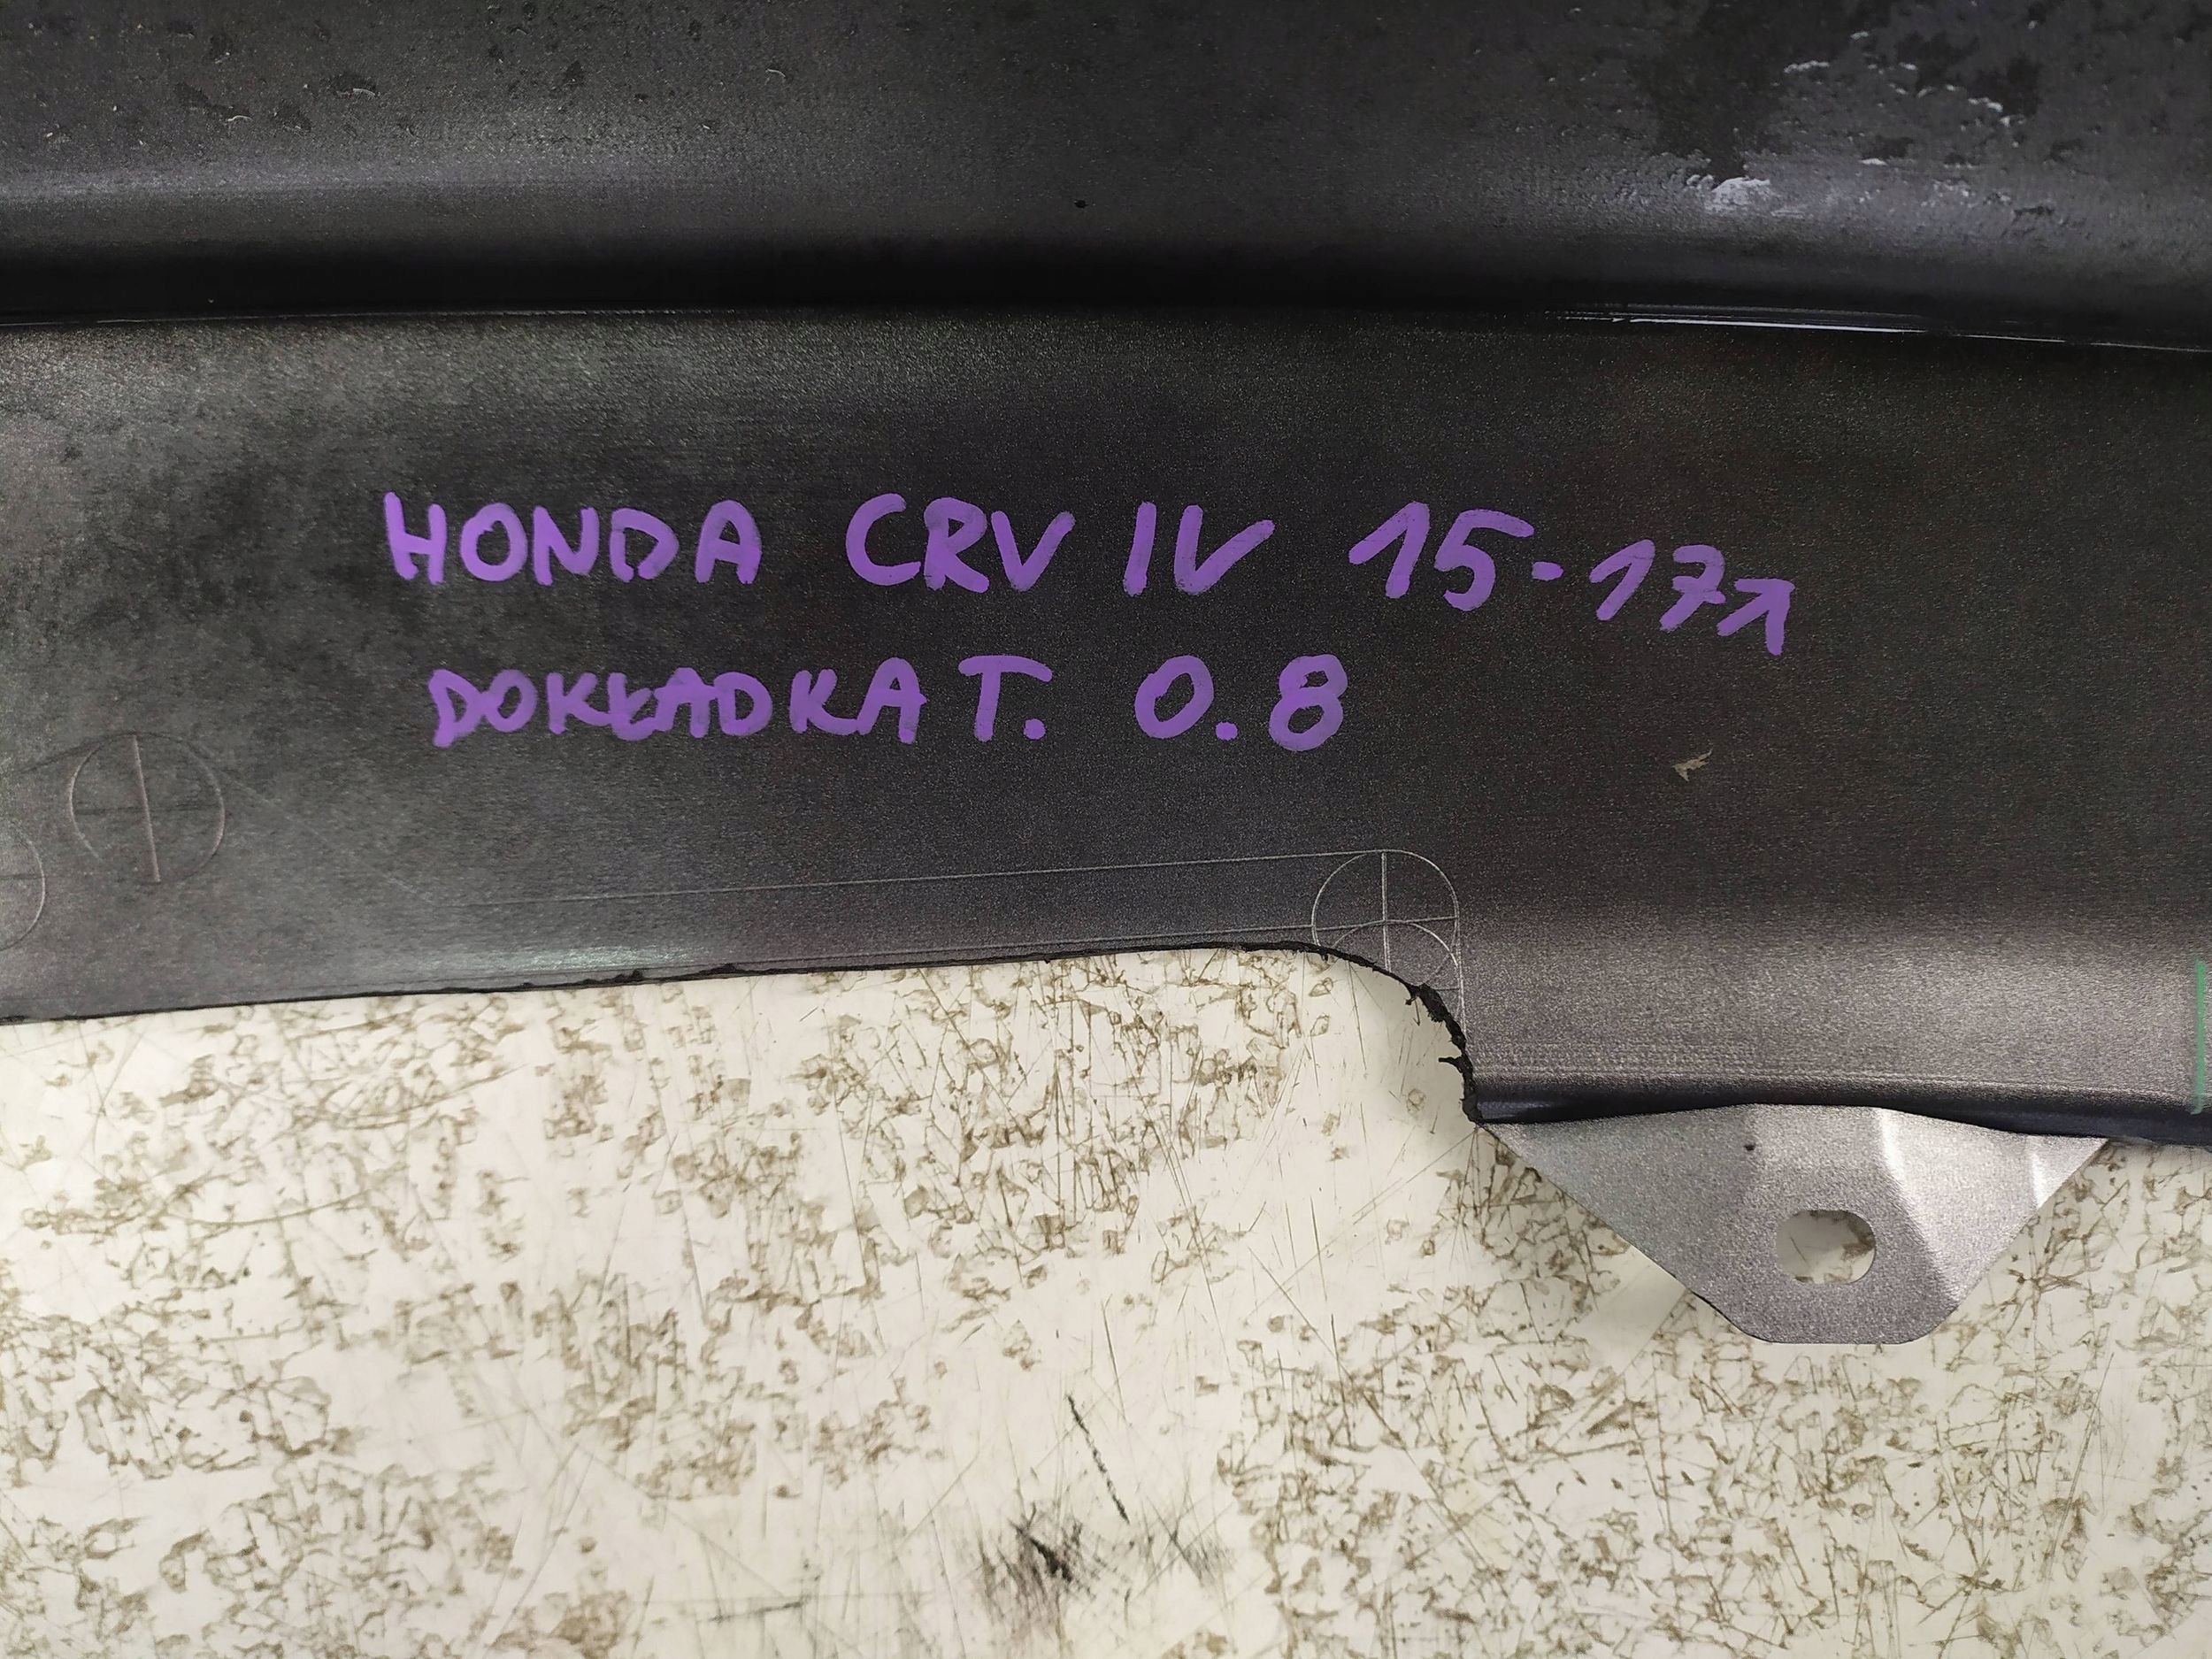 HONDA CRV IV 15-17↗
DOKŁADKA T. 0.8